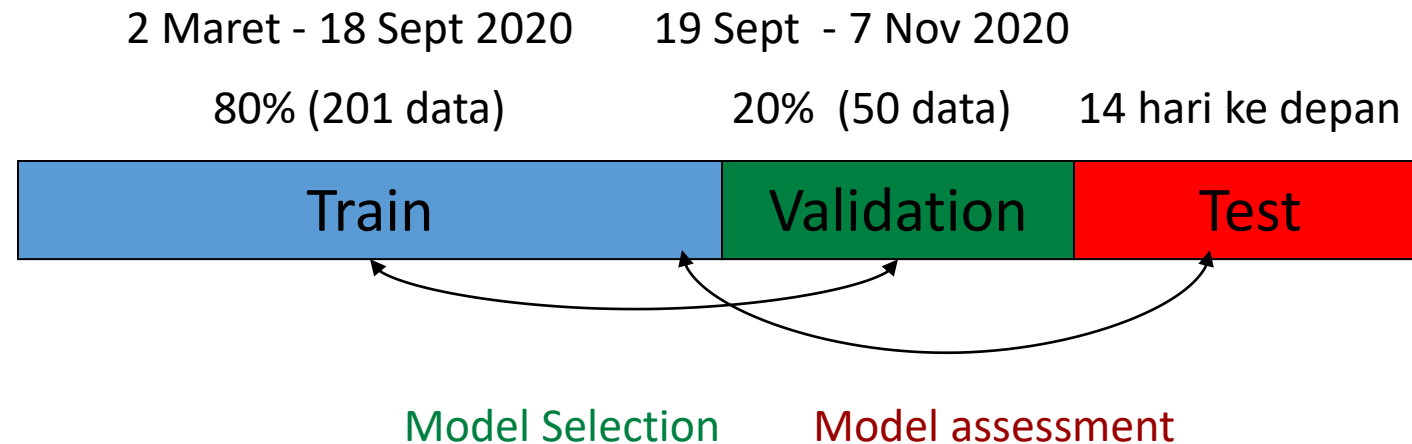 2 Maret - 18 Sept 2020 19 Sept - 7 Nov 2020
80% (201 data) 20% (50 data) 14 hari ke depan
Train Validation Test
Model Selection Model assessment